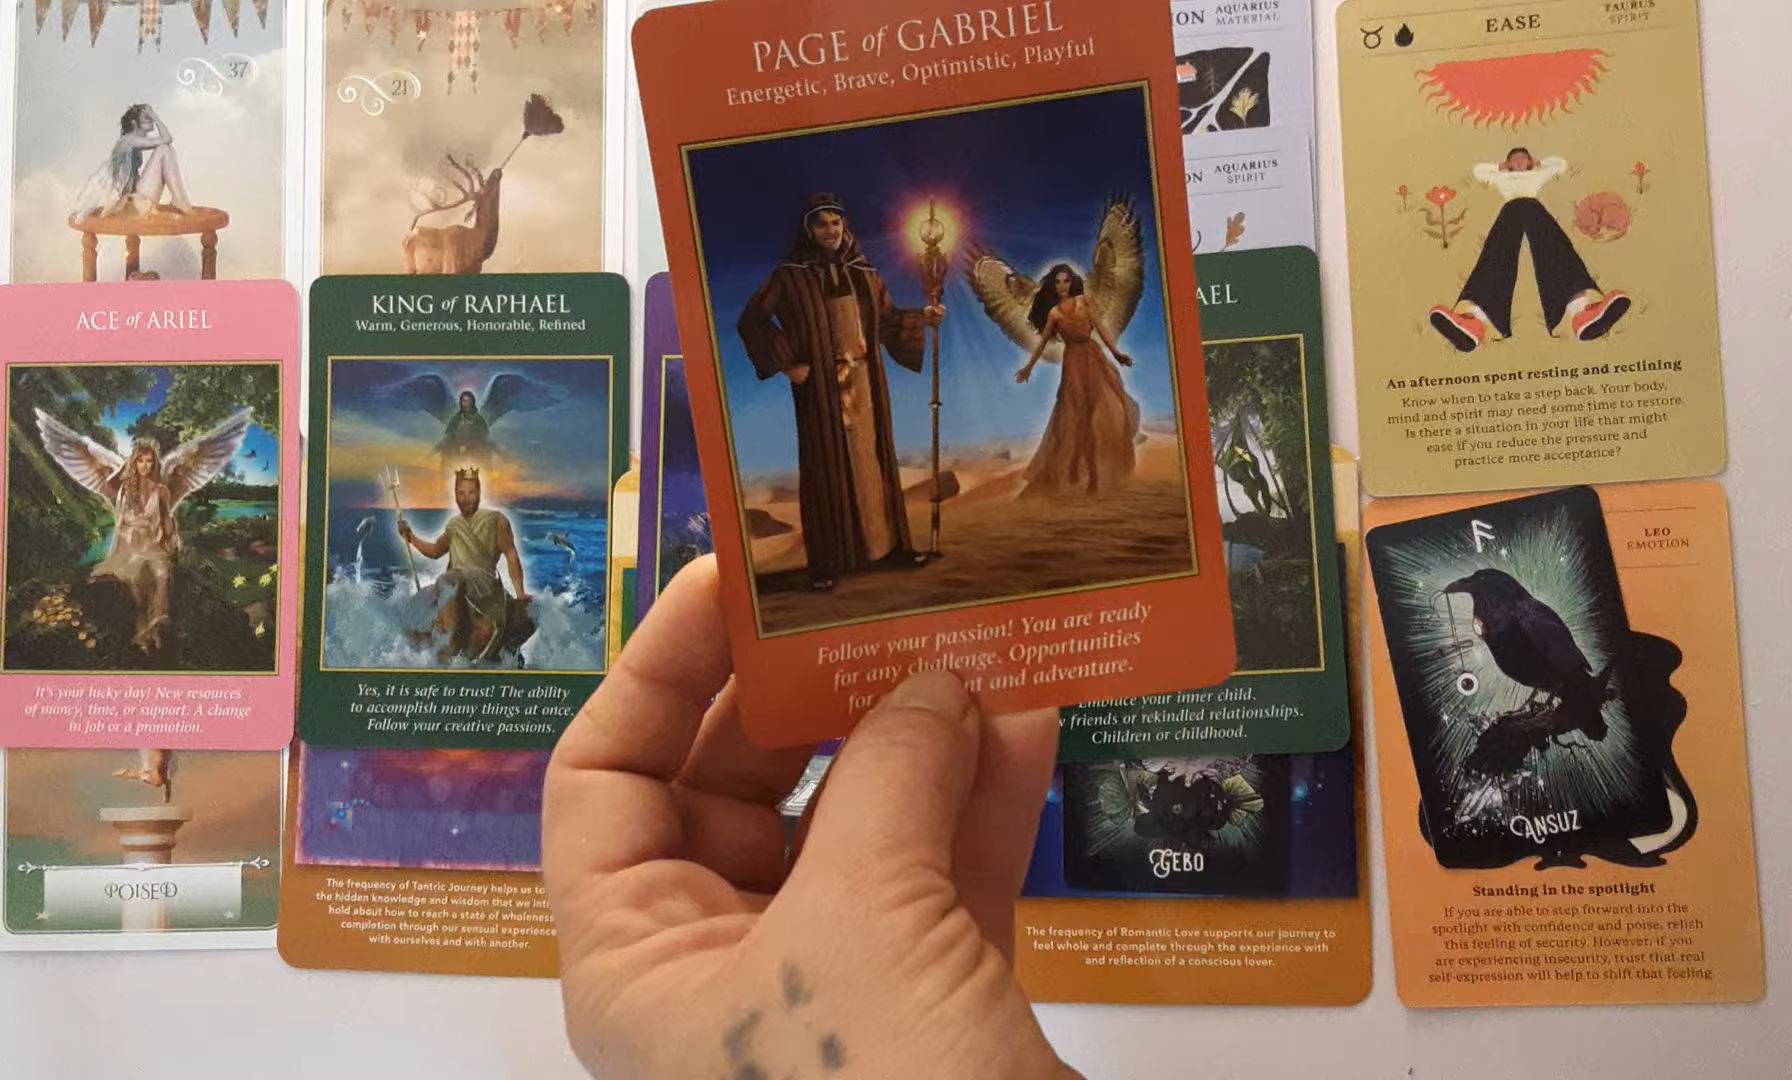 37
21
PAGE of GABRIEL
Energetic, Brave, Optimistic, Playful
Follow your passion! You are ready
for any challenge. Opportunities
for and adventure.
ION
AQUARIUS
MATERIAL
ON
AQUARIUS
SPIRIT
EASE
TAURUS
SPIRIT
An afternoon spent resting and reclining
Know when to take a step back. Your body,
mind and spirit may need some time to restore.
Is there a situation in your life that might
ease if you reduce the pressure and
practice more acceptance?
ACE of ARIEL
It's your lucky day! New resources
of money, time, or support. A change
in job or a promotion.
KING of RAPHAEL
Warm, Generous, Honorable, Refined
Yes, it is safe to trust! The ability
to accomplish many things at once.
Follow your creative passions.
AEL
Embrace your inner child.
friends or rekindled relationships.
Children or childhood.
LEO
EMOTION
ANSUZ
Standing in the spotlight
If you are able to step forward into the
spotlight with confidence and poise, relish
this feeling of security. However, if you
are experiencing insecurity, trust that real
self-expression will help to shift that feeling.
POISED
The frequency of Tantric Journey helps us to
the hidden knowledge and wisdom that we
hold about how to reach a state of wholeness
completion through our sensual experience
with ourselves and with another.
GEBO
The frequency of Romantic Love supports our journey to
feel whole and complete through the experience with
and reflection of a conscious lover.